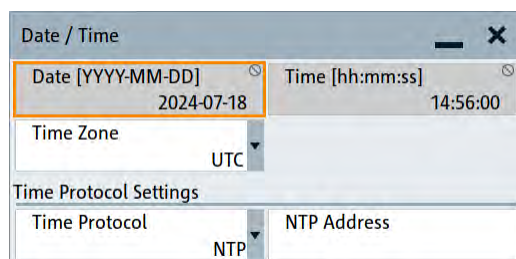 Date / Time
Date [YYYY-MM-DD] Time [hh:mm:ss]
2024-07-18 14:56:00
Time Zone
UTC
Time Protocol Settings
Time Protocol NTP Address
NTP